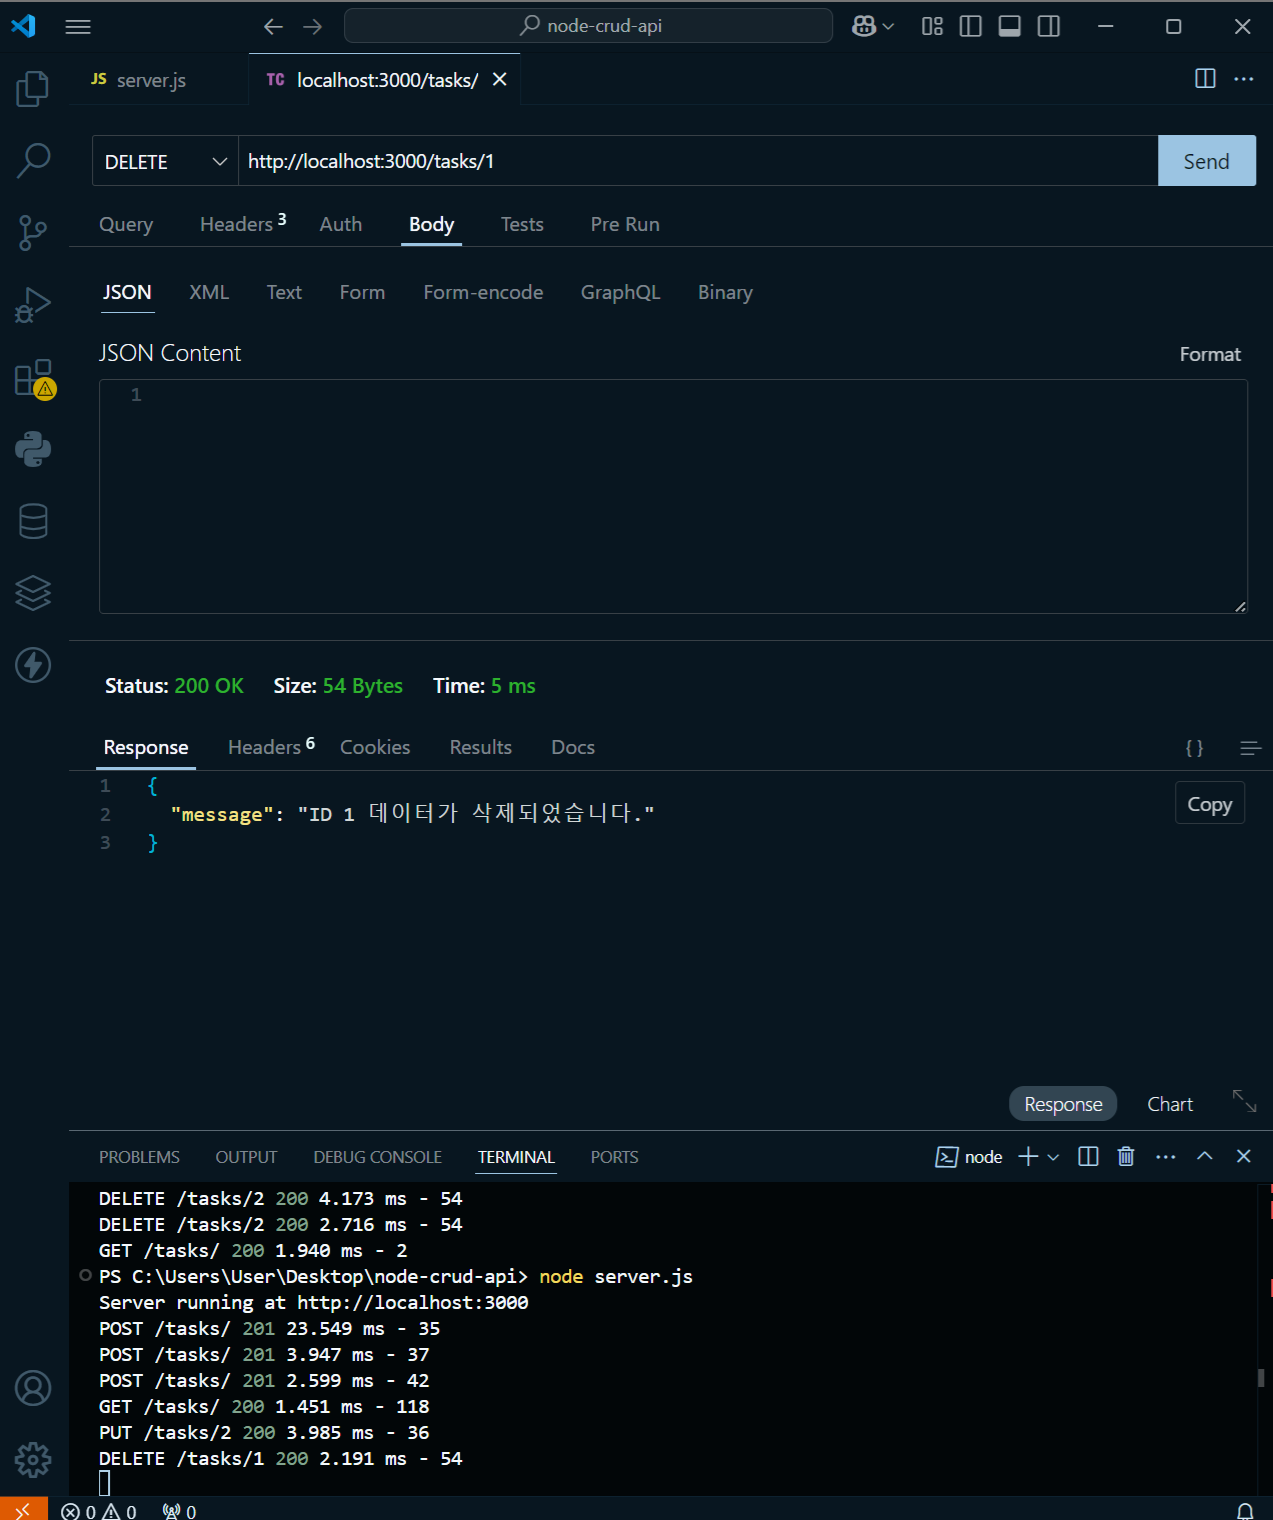 node-crud-api
JS server.js
TC localhost:3000/tasks/
DELETE http://localhost:3000/tasks/1 Send
Query Headers 3 Auth Body Tests Pre Run
JSON XML Text Form Form-encode GraphQL Binary
JSON Content Format
1
Status: 200 OK Size: 54 Bytes Time: 5 ms
Response Headers 6 Cookies Results Docs { }
1 {
2 "message": "ID 1 데이터가 삭제되었습니다."
3 }
Copy
Response Chart
PROBLEMS OUTPUT DEBUG CONSOLE TERMINAL PORTS node
DELETE /tasks/2 200 4.173 ms - 54
DELETE /tasks/2 200 2.716 ms - 54
GET /tasks/ 200 1.940 ms - 2
PS C:\Users\User\Desktop\node-crud-api> node server.js
Server running at http://localhost:3000
POST /tasks/ 201 23.549 ms - 35
POST /tasks/ 201 3.947 ms - 37
POST /tasks/ 201 2.599 ms - 42
GET /tasks/ 200 1.451 ms - 118
PUT /tasks/2 200 3.985 ms - 36
DELETE /tasks/1 200 2.191 ms - 54
0 0 0